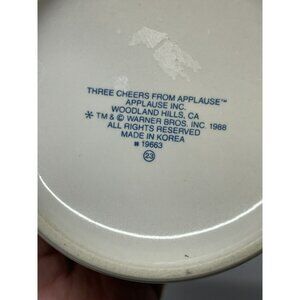 THREE CHEERS FROM APPLAUSE™
APPLAUSE INC.
WOODLAND HILLS, CA
* TM & © WARNER BROS. INC. 1988
ALL RIGHTS RESERVED
MADE IN KOREA
# 19663
23